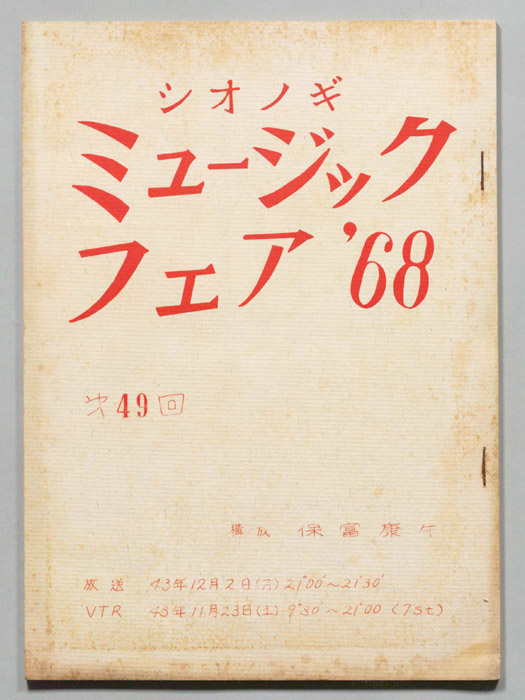 シオノギ
ミュージック
フェア '68
第49回
構成 保富康午
放送 43年12月2日(月)21°00'~21°30'
VTR 43年11月23日(土)9°30'~21°00(7St)